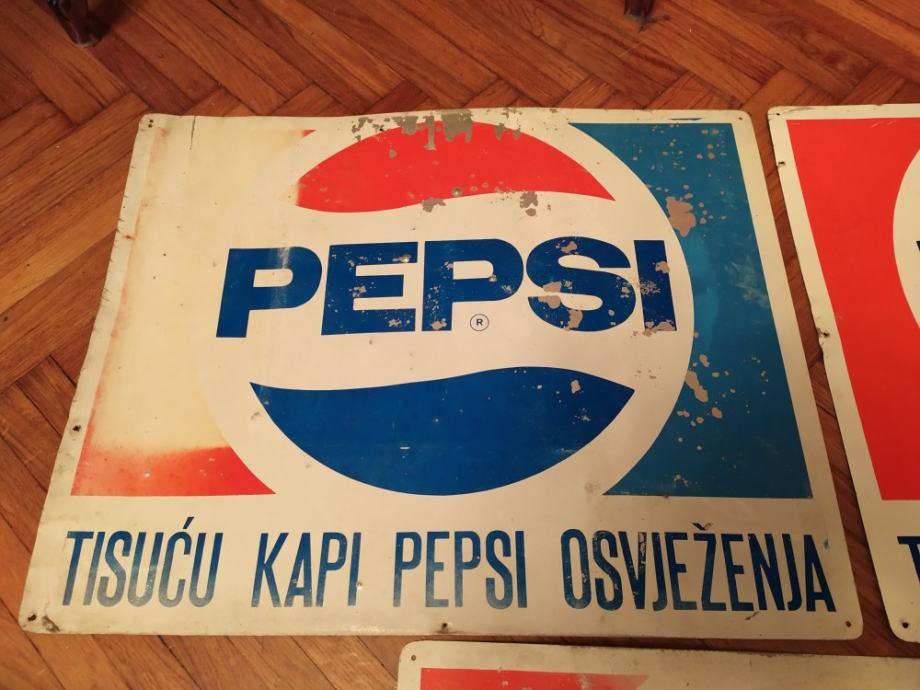 PEPSI
®
TISUĆU KAPI PEPSI OSVJEŽENJA